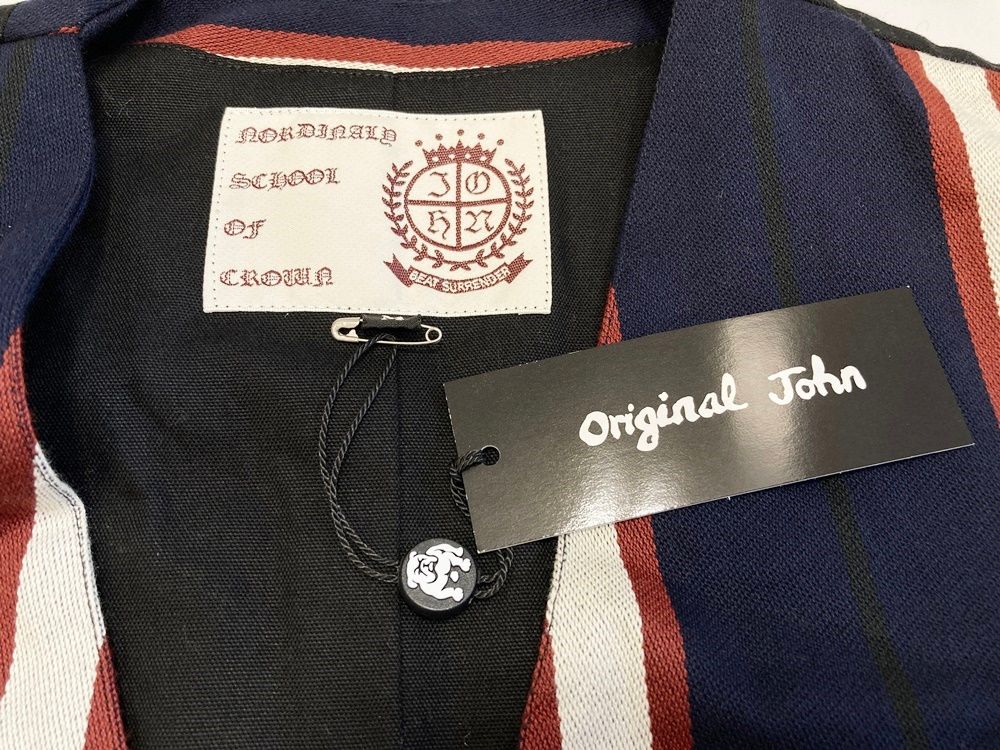 NORDINALY
SCHOOL
OF
CROWN
J O
H N
BEAT SURRENDER
M
Original John